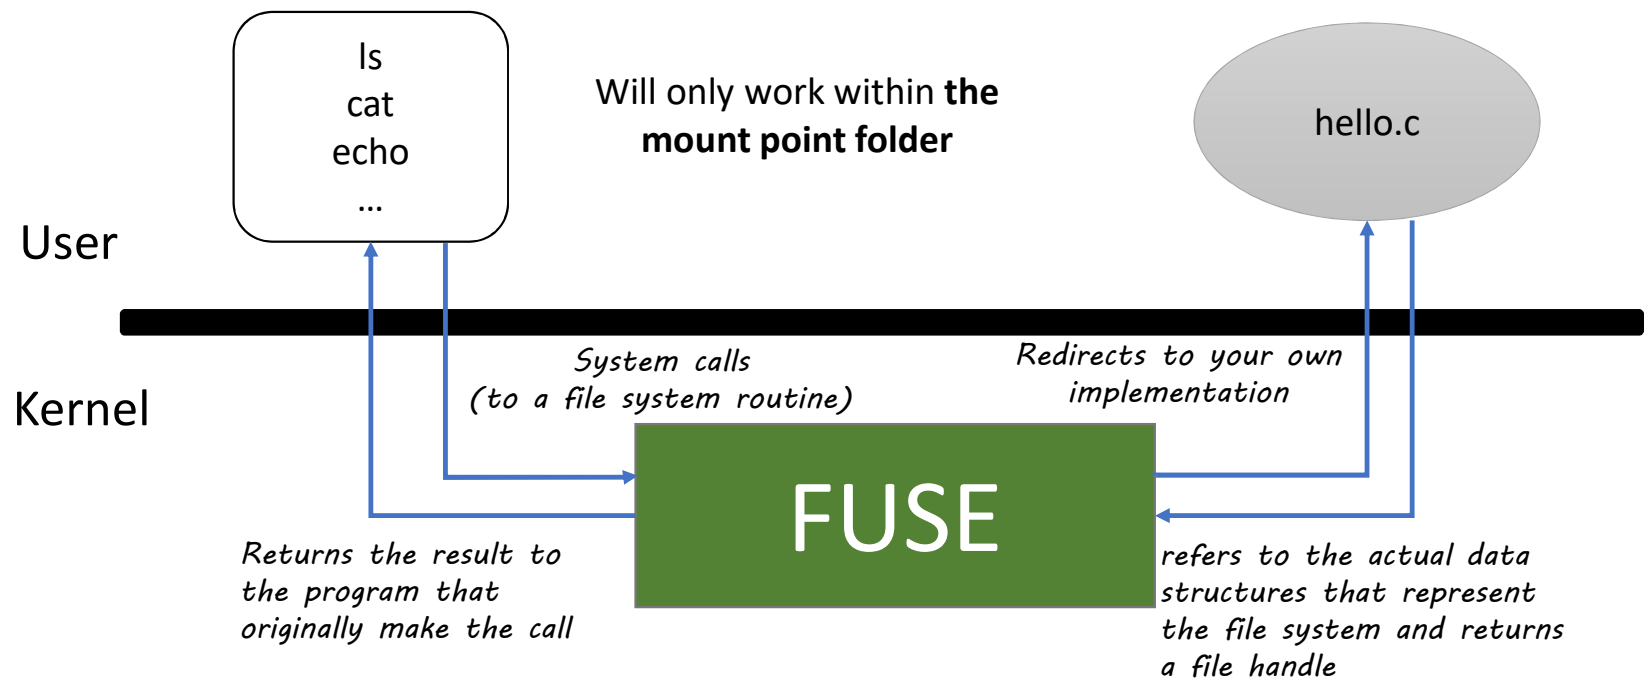 ls
cat
echo
...
Will only work within the
mount point folder
hello.c
User
Kernel
System calls
(to a file system routine)
Redirects to your own
implementation
FUSE
Returns the result to
the program that
originally make the call
refers to the actual data
structures that represent
the file system and returns
a file handle